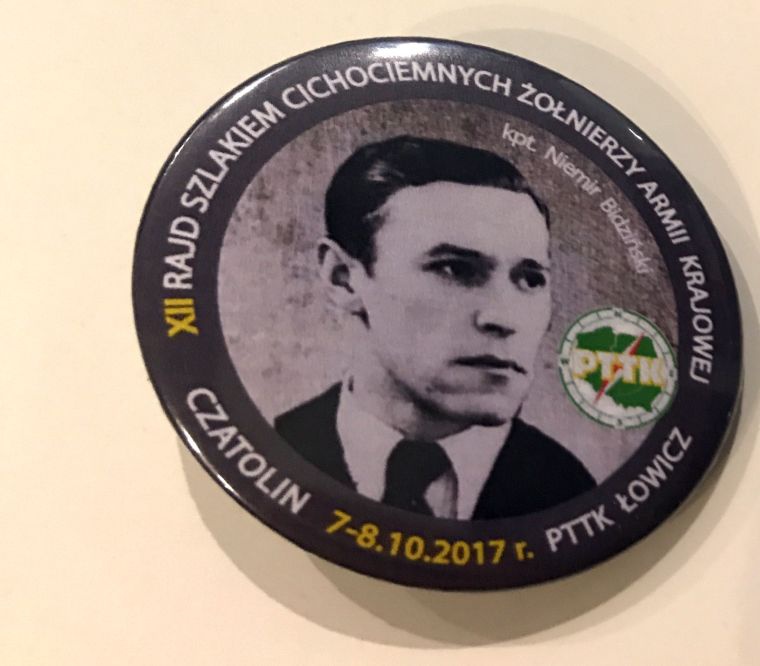 XII RAJD SZLAKIEM CICHOCIEMNYCH ŻOŁNIERZY ARMII KRAJOWEJ
kpt. Niemir Bidziński
PTTK
CZATOLIN 7-8.10.2017 r. PTTK ŁOWICZ